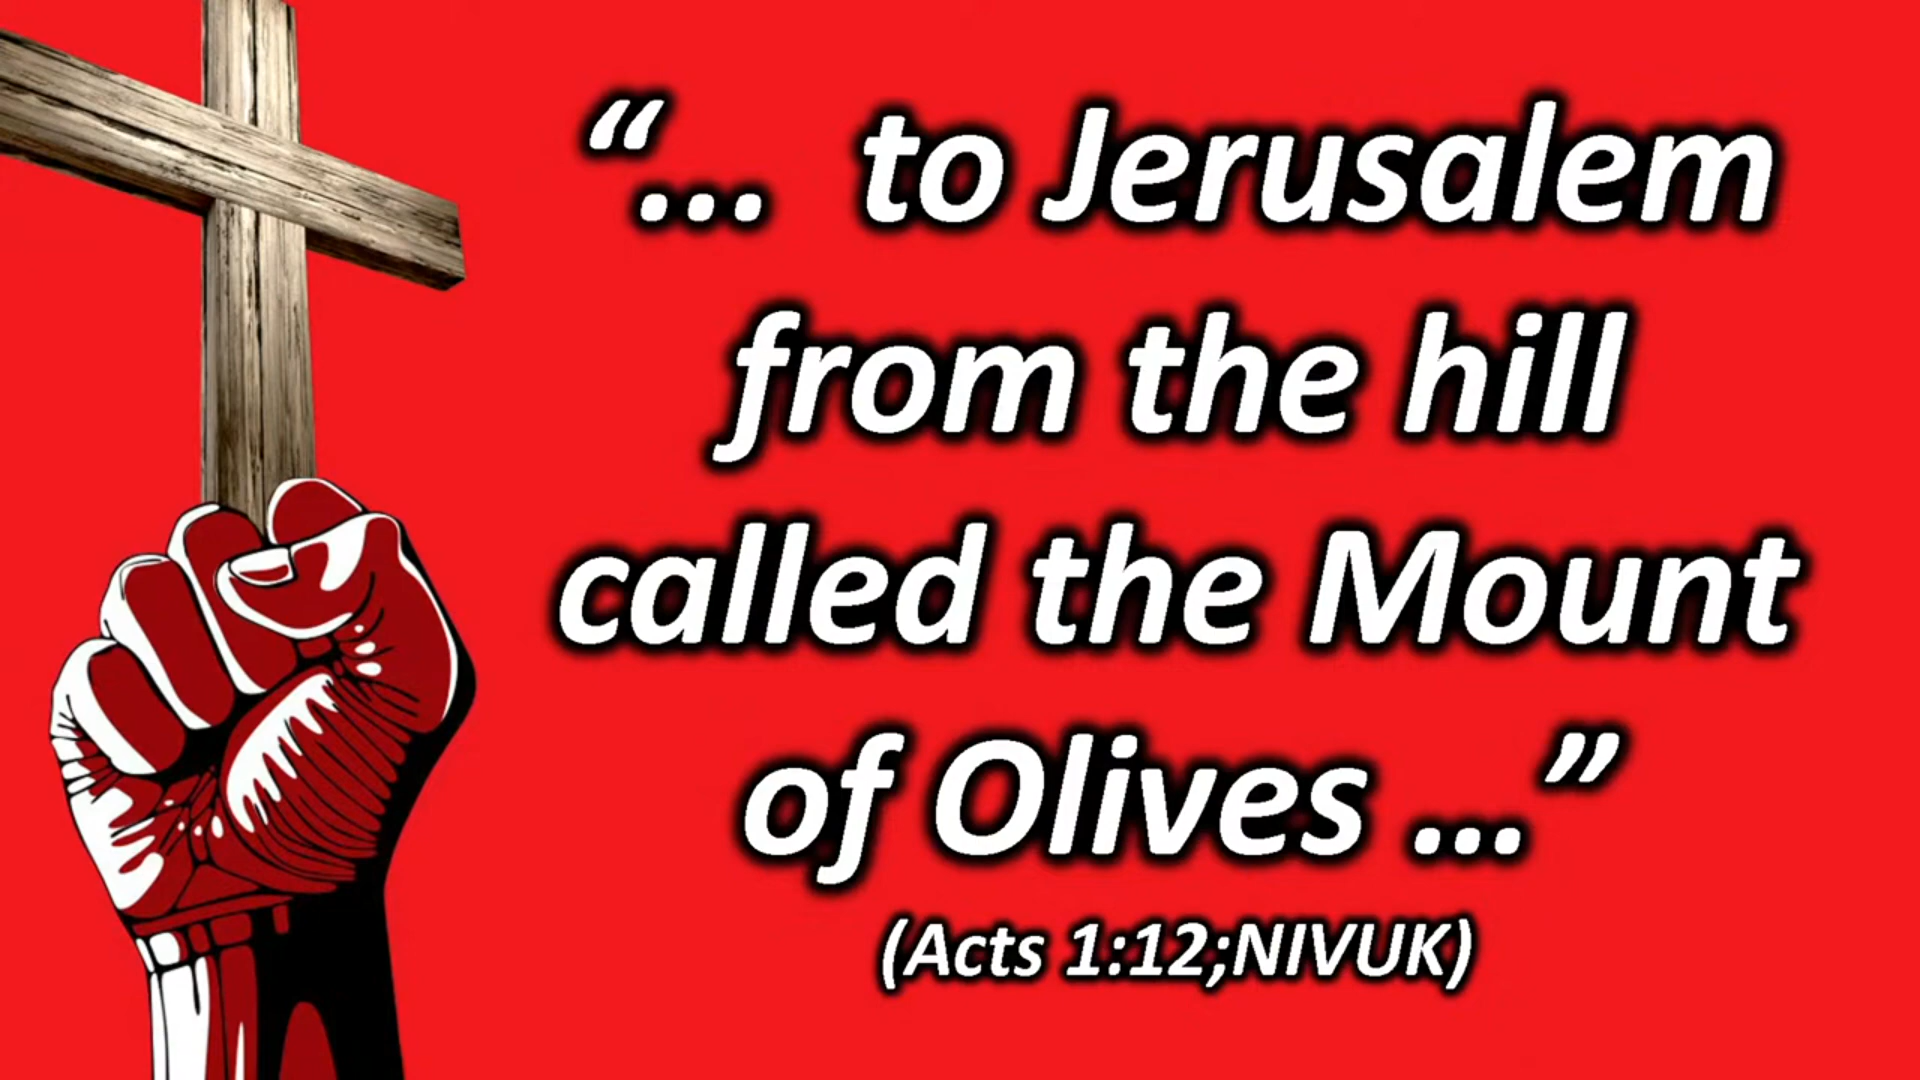 “... to Jerusalem
from the hill
called the Mount
of Olives ...”
(Acts 1:12;NIVUK)